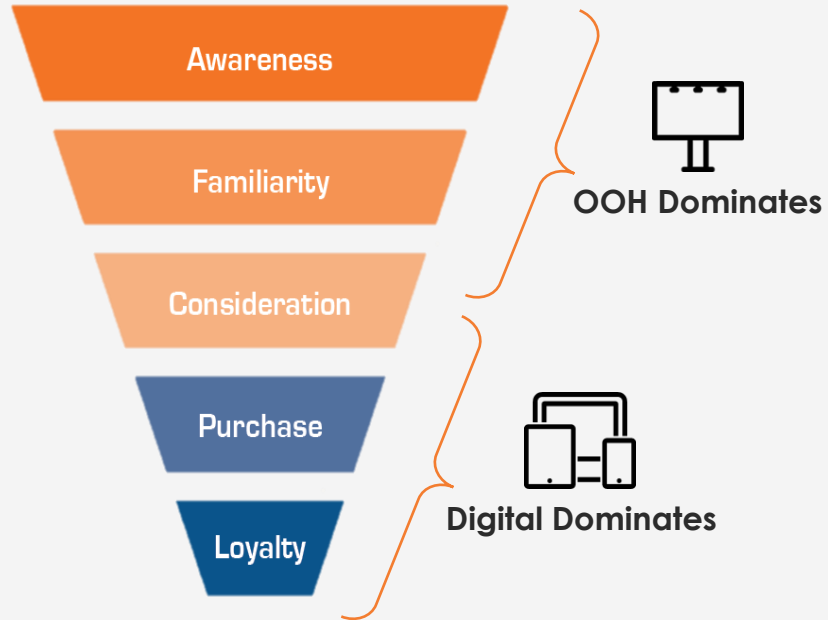 Awareness
Familiarity
OOH Dominates
Consideration
Purchase
Digital Dominates
Loyalty